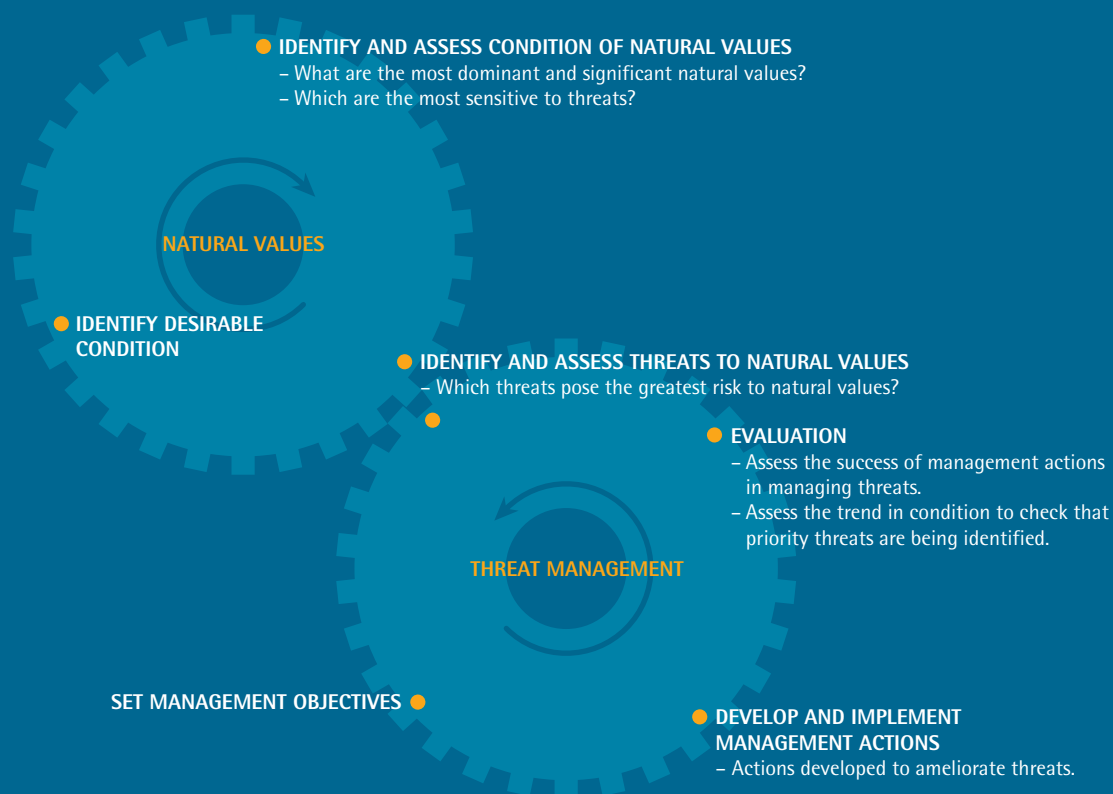 IDENTIFY AND ASSESS CONDITION OF NATURAL VALUES
– What are the most dominant and significant natural values?
– Which are the most sensitive to threats?
NATURAL VALUES
IDENTIFY DESIRABLE
CONDITION
IDENTIFY AND ASSESS THREATS TO NATURAL VALUES
– Which threats pose the greatest risk to natural values?
EVALUATION
– Assess the success of management actions
in managing threats.
– Assess the trend in condition to check that
priority threats are being identified.
THREAT MANAGEMENT
SET MANAGEMENT OBJECTIVES
DEVELOP AND IMPLEMENT
MANAGEMENT ACTIONS
– Actions developed to ameliorate threats.